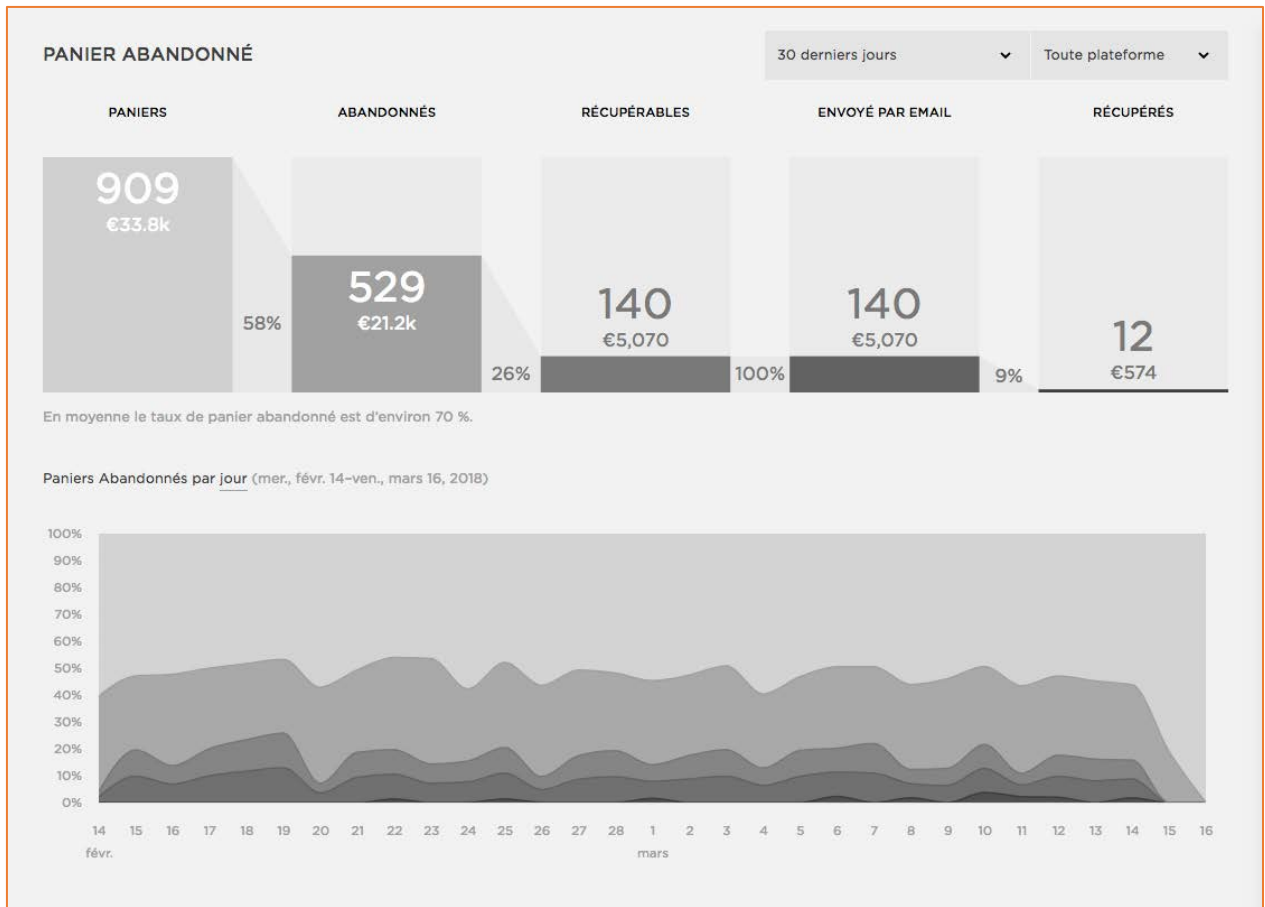 PANIER ABANDONNÉ
30 derniers jours
Toute plateforme
PANIERS
ABANDONNÉS
RÉCUPÉRABLES
ENVOYÉ PAR EMAIL
RÉCUPÉRÉS
909
€33.8k
58%
529
€21.2k
26%
140
€5,070
100%
140
€5,070
9%
12
€574
En moyenne le taux de panier abandonné est d'environ 70 %.
Paniers Abandonnés par jour (mer., févr. 14–ven., mars 16, 2018)
100%
90%
80%
70%
60%
50%
40%
30%
20%
10%
0%
14 15 16 17 18 19 20 21 22 23 24 25 26 27 28 1 2 3 4 5 6 7 8 9 10 11 12 13 14 15 16
févr. mars